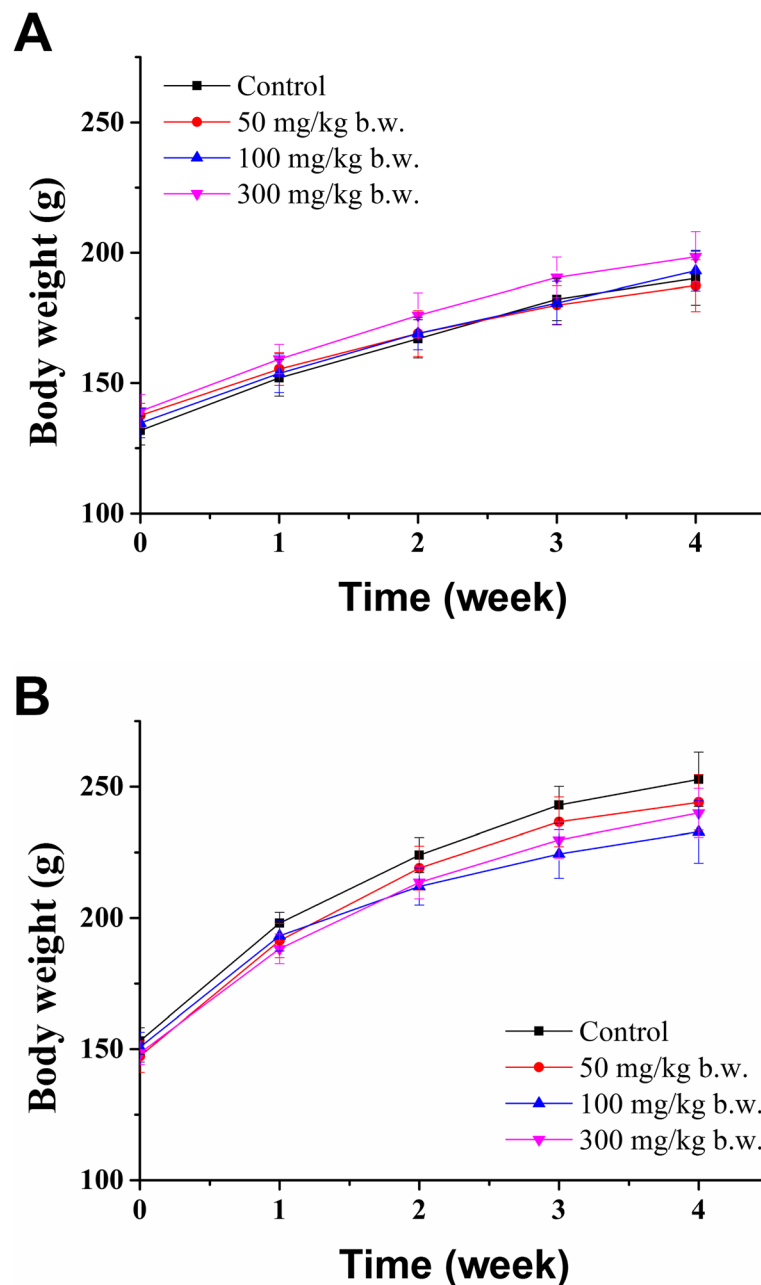 A
Control
50 mg/kg b.w.
100 mg/kg b.w.
300 mg/kg b.w.
250
200
150
100
Body weight (g)
0 1 2 3 4
Time (week)
B
250
200
150
100
Body weight (g)
Control
50 mg/kg b.w.
100 mg/kg b.w.
300 mg/kg b.w.
0 1 2 3 4
Time (week)